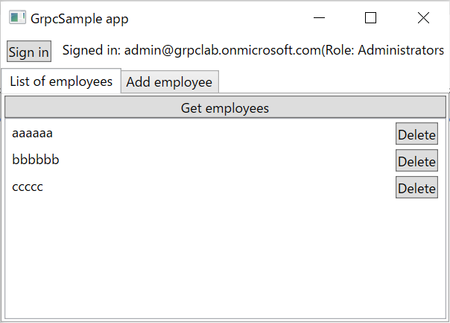 GrpcSample app
Sign in Signed in: admin@grpclab.onmicrosoft.com(Role: Administrators
List of employees Add employee
Get employees
aaaaaa Delete
bbbbbb Delete
ccccc Delete